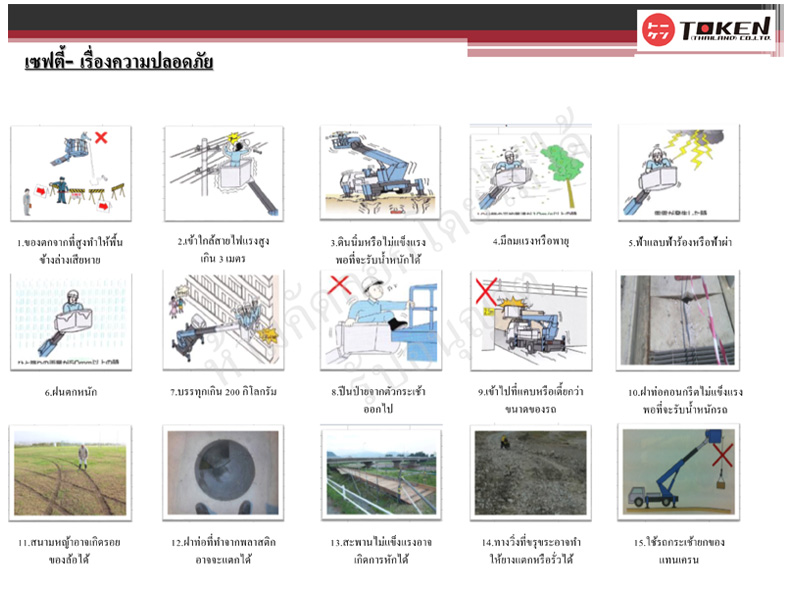 トーケン TOKEN
(THAILAND) CO.,LTD.
เซฟตี้- เรื่องความปลอดภัย
1.ของตกจากที่สูงทำให้พื้น
ข้างล่างเสียหาย
2.เข้าใกล้สายไฟแรงสูง
เกิน 3 เมตร
3.ดินนิ่มหรือไม่แข็งแรง
พอที่จะรับน้ำหนักได้
4.มีลมแรงหรือพายุ
5.ฟ้าแลบฟ้าร้องหรือฟ้าผ่า
6.ฝนตกหนัก
7.บรรทุกเกิน 200 กิโลกรัม
8.ปีนป่ายจากตัวกระเช้า
ออกไป
9.เข้าไปที่แคบหรือเตี้ยกว่า
ขนาดของรถ
10.ฝาท่อคอนกรีตไม่แข็งแรง
พอที่จะรับน้ำหนักรถ
11.สนามหญ้าอาจเกิดรอย
ของล้อได้
12.ฝาท่อที่ทำจากพลาสติก
อาจจะแตกได้
13.สะพานไม่แข็งแรงอาจ
เกิดการหักได้
14.ทางวิ่งที่ขรุขระอาจทำ
ให้ยางแตกหรือรั่วได้
15.ใช้รถกระเช้ายกของ
แทนเครน